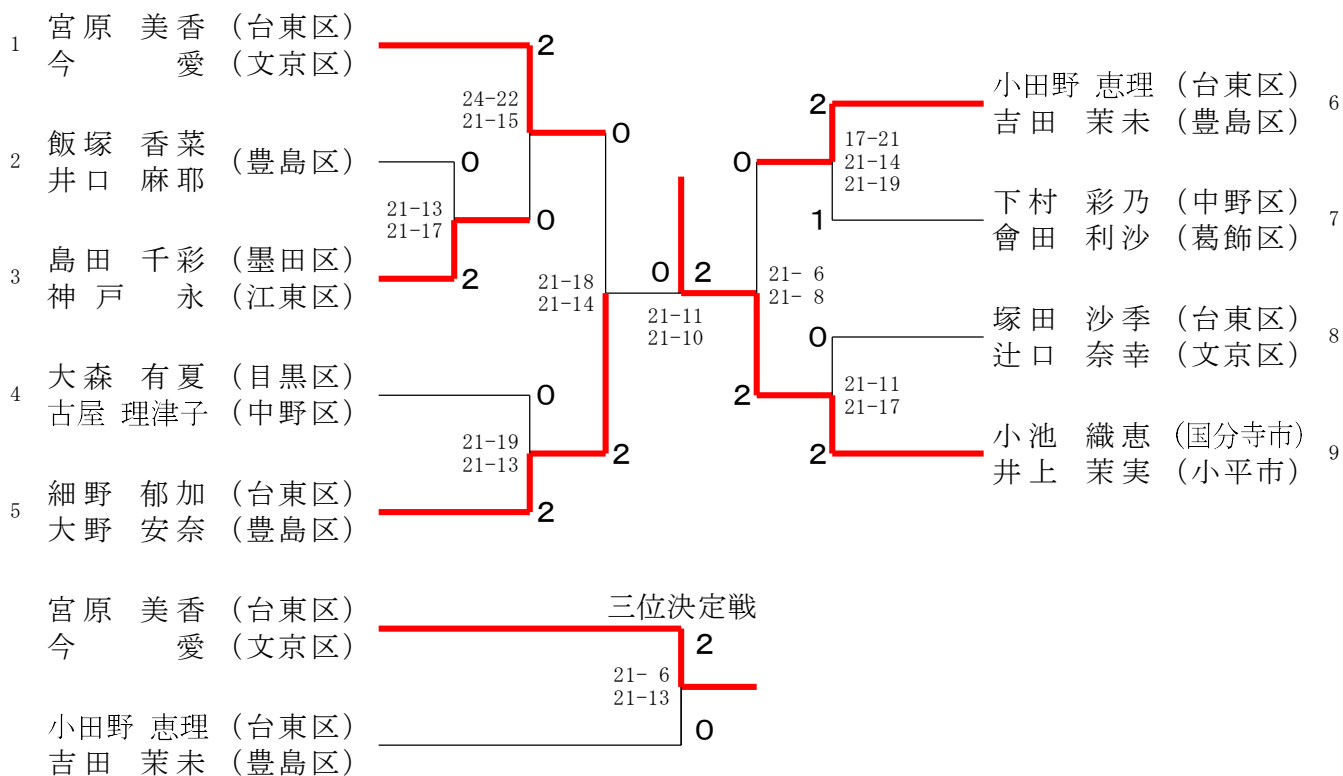 1
宮原 美香 (台東区)
今 愛 (文京区)
2
24-22
21-15
0
2
飯塚 香菜
井口 麻耶
(豊島区)
0
21-13
21-17
0
3
島田 千彩 (墨田区)
神戸 永 (江東区)
2
21-18
21-14
4
大森 有夏 (目黒区)
古屋 理津子 (中野区)
0
21-19
21-13
2
5
細野 郁加 (台東区)
大野 安奈 (豊島区)
2
0 2
21-11
21-10
小田野 恵理 (台東区)
吉田 茉未 (豊島区)
6
2
17-21
21-14
21-19
0
下村 彩乃 (中野区)
會田 利沙 (葛飾区)
7
1
21- 6
21- 8
塚田 沙季 (台東区)
辻口 奈幸 (文京区)
8
0
21-11
21-17
2
小池 織恵 (国分寺市)
井上 茉実 (小平市)
9
2
三位決定戦
宮原 美香 (台東区)
今 愛 (文京区)
2
21- 6
21-13
小田野 恵理 (台東区)
吉田 茉未 (豊島区)
0